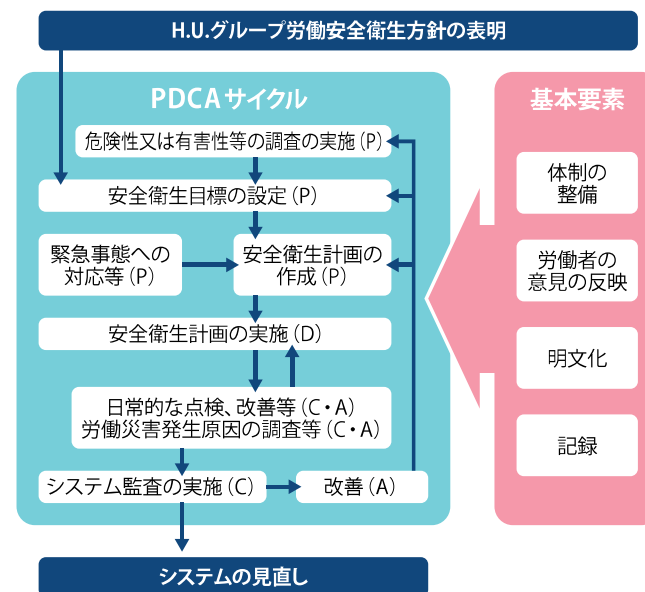 H.U.グループ労働安全衛生方針の表明
PDCAサイクル
危険性又は有害性等の調査の実施(P)
安全衛生目標の設定(P)
緊急事態への
対応等(P)
安全衛生計画の
作成(P)
安全衛生計画の実施(D)
日常的な点検、改善等(C・A)
労働災害発生原因の調査等(C・A)
システム監査の実施(C)
改善(A)
システムの見直し
基本要素
体制の
整備
労働者の
意見の反映
明文化
記録